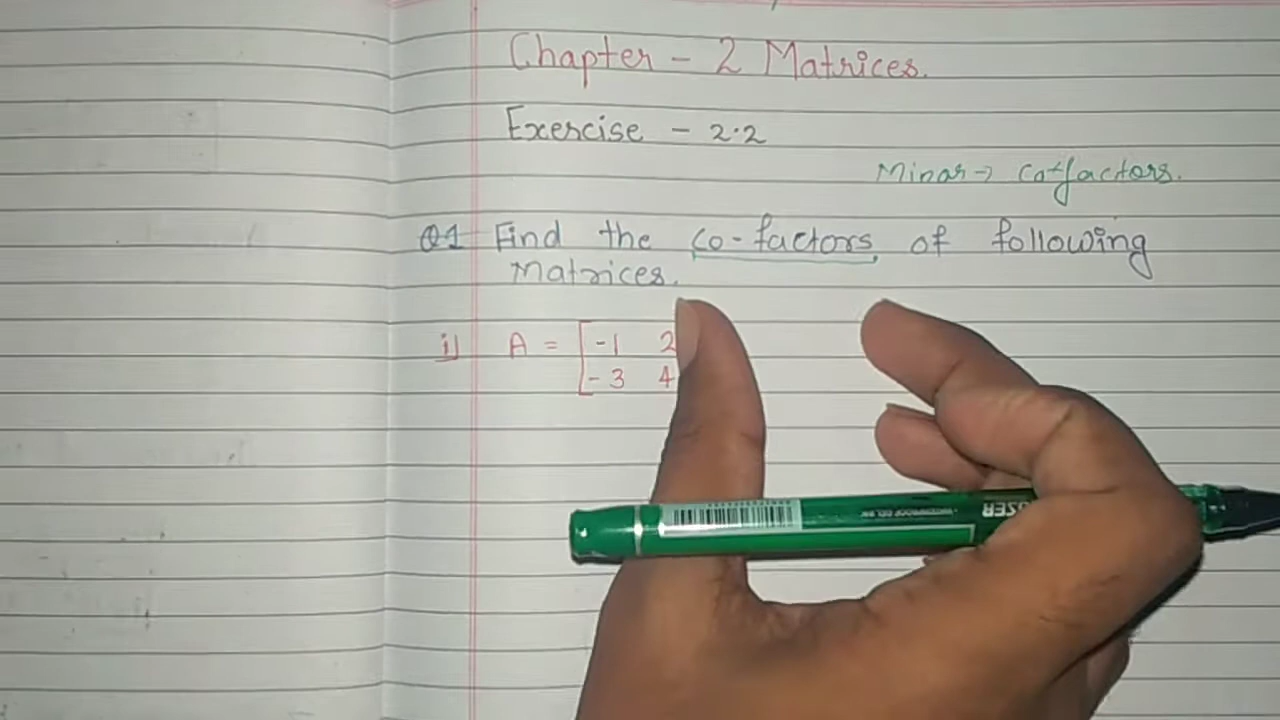 Chapter - 2 Matrices.
Exercise - 2.2
Minor → Co-factors.
Q1 Find the co-factors of following
Matrices.
i) A = [-1 2
-3 4